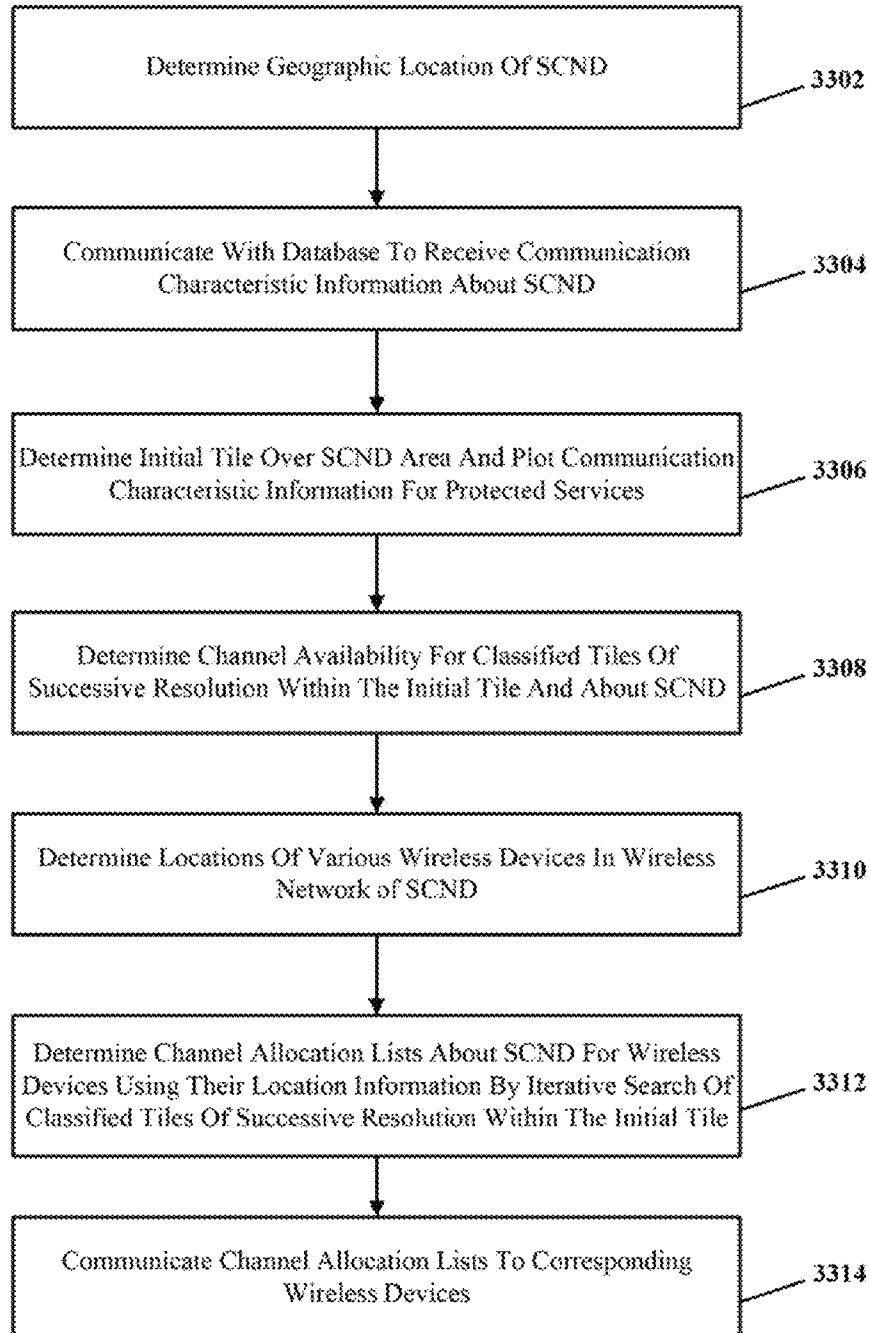 Determine Geographic Location Of SCND
3302
Communicate With Database To Receive Communication
Characteristic Information About SCND
3304
Determine Initial Tile Over SCND Area And Plot Communication
Characteristic Information For Protected Services
3306
Determine Channel Availability For Classified Tiles Of
Successive Resolution Within The Initial Tile And About SCND
3308
Determine Locations Of Various Wireless Devices In Wireless
Network of SCND
3310
Determine Channel Allocation Lists About SCND For Wireless
Devices Using Their Location Information By Iterative Search Of
Classified Tiles Of Successive Resolution Within The Initial Tile
3312
Communicate Channel Allocation Lists To Corresponding
Wireless Devices
3314